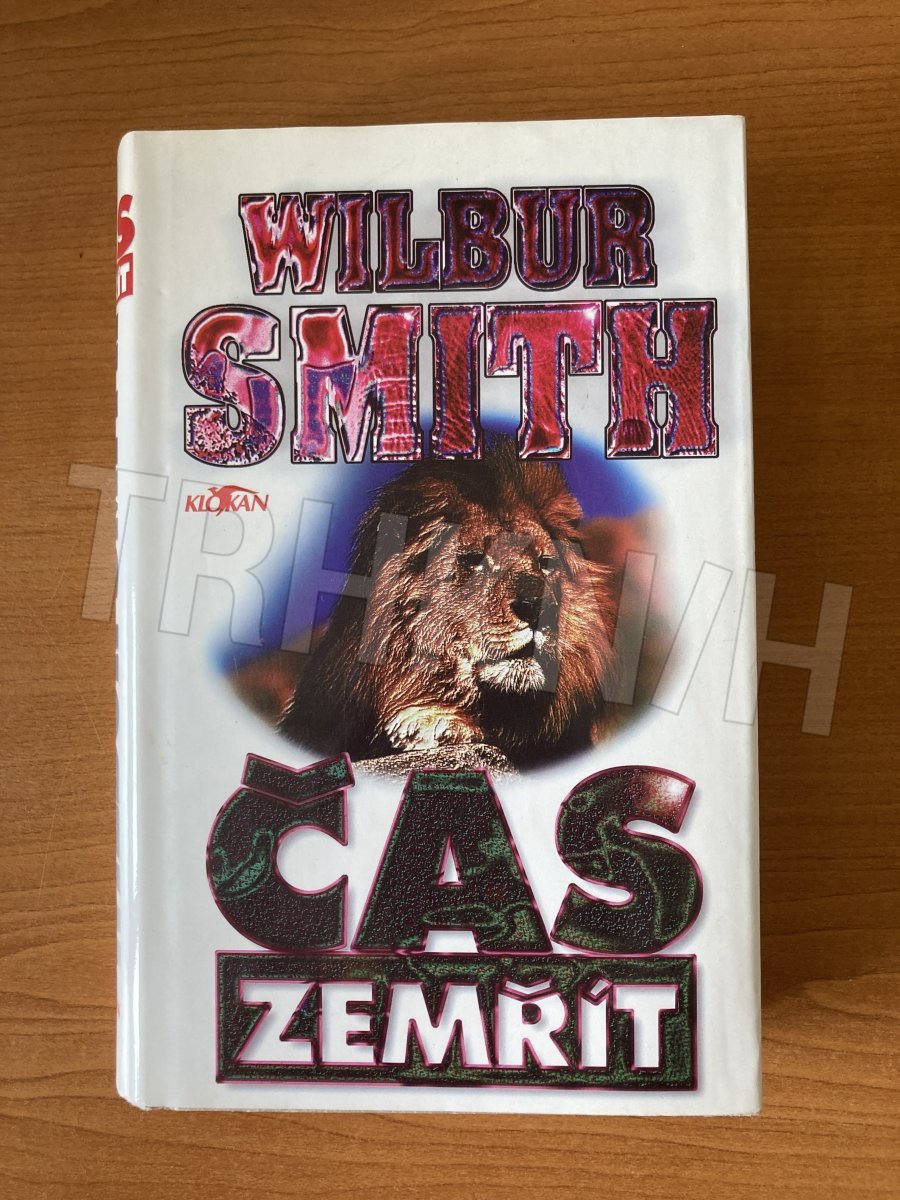 WILBUR
SMITH
KLOKAN
ČAS
ZEMŘÍT